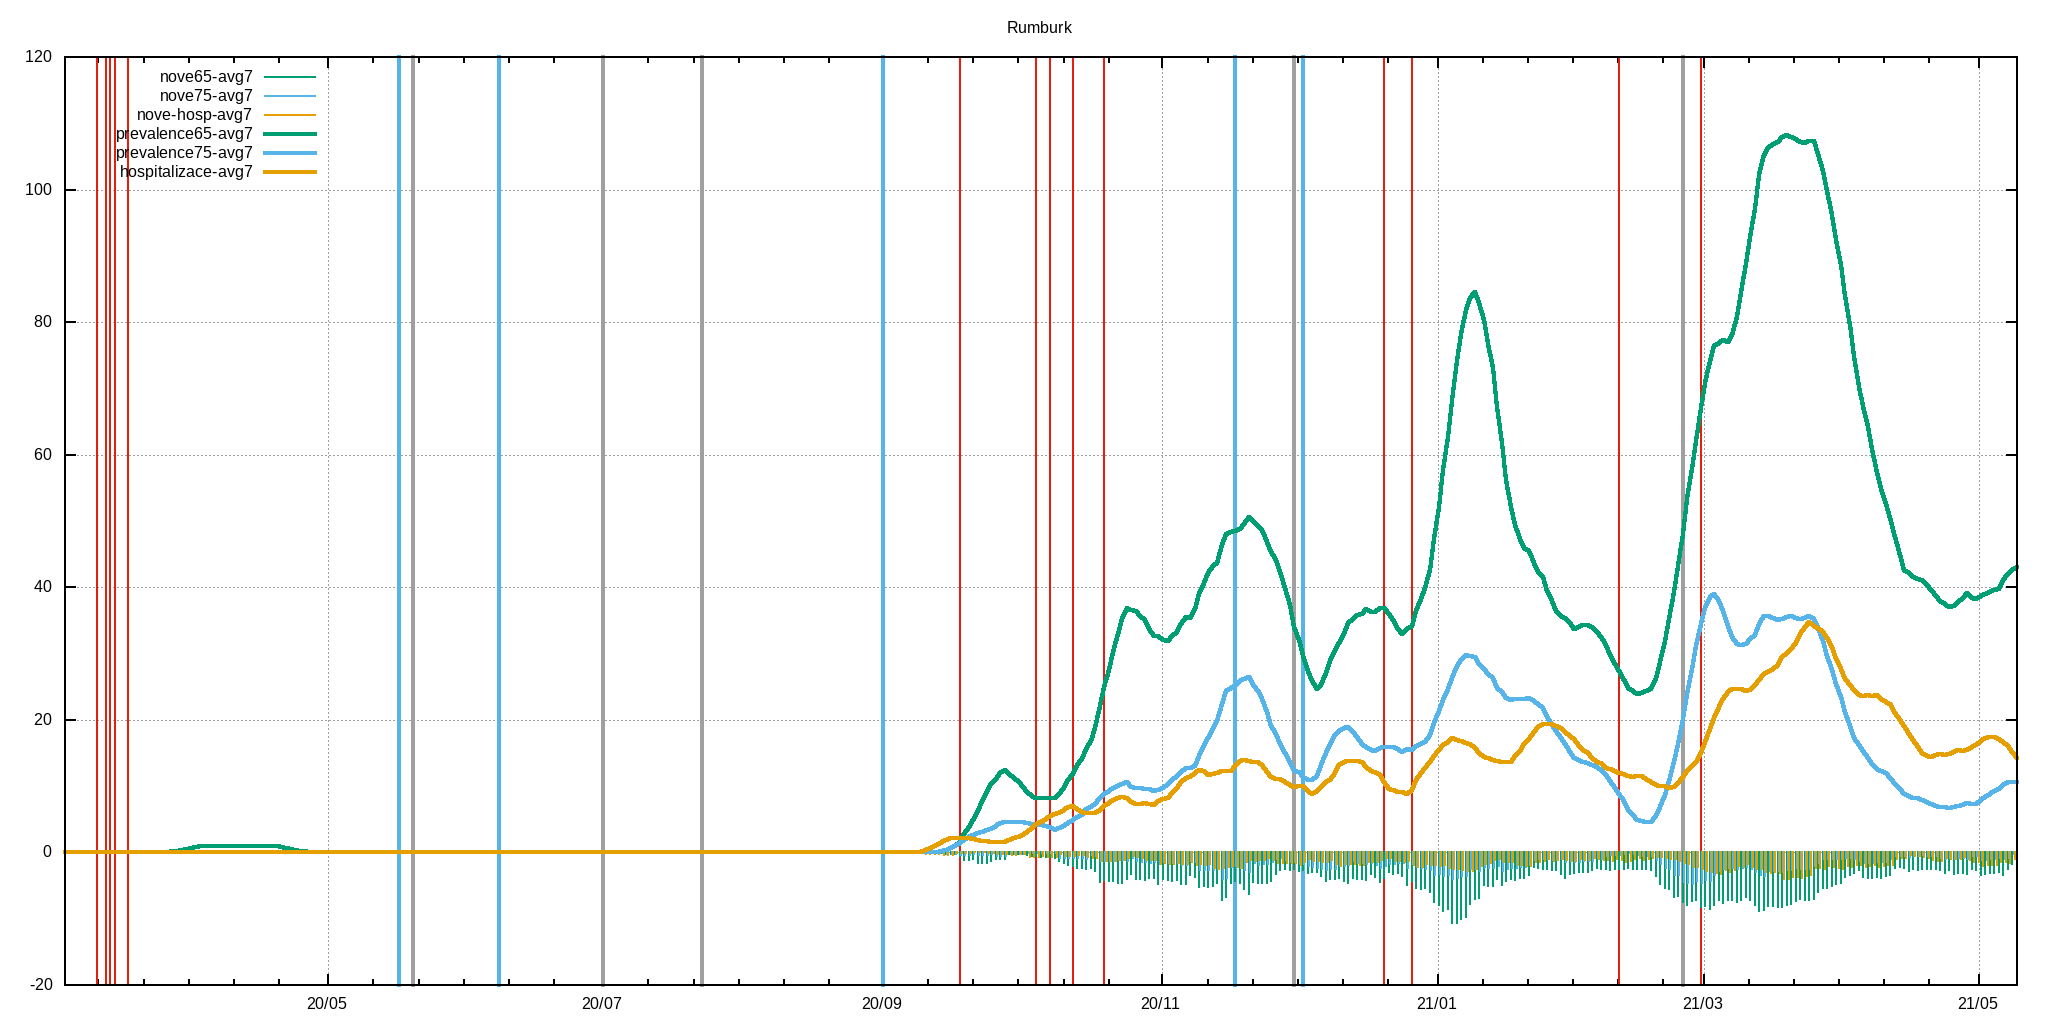 Rumburk
120
100
80
60
40
20
0
-20
nove65-avg7
nove75-avg7
nove-hosp-avg7
prevalence65-avg7
prevalence75-avg7
hospitalizace-avg7
20/05 20/07 20/09 20/11 21/01 21/03 21/05